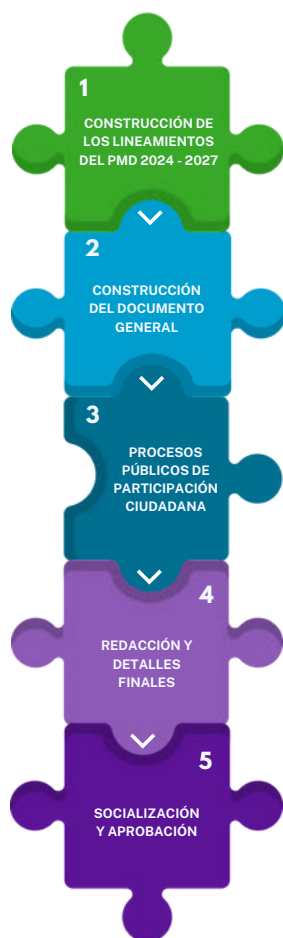 1
CONSTRUCCIÓN DE
LOS LINEAMIENTOS
DEL PMD 2024 - 2027
2
CONSTRUCCIÓN
DEL DOCUMENTO
GENERAL
3
PROCESOS
PÚBLICOS DE
PARTICIPACIÓN
CIUDADANA
4
REDACCIÓN Y
DETALLES
FINALES
5
SOCIALIZACIÓN
Y APROBACIÓN